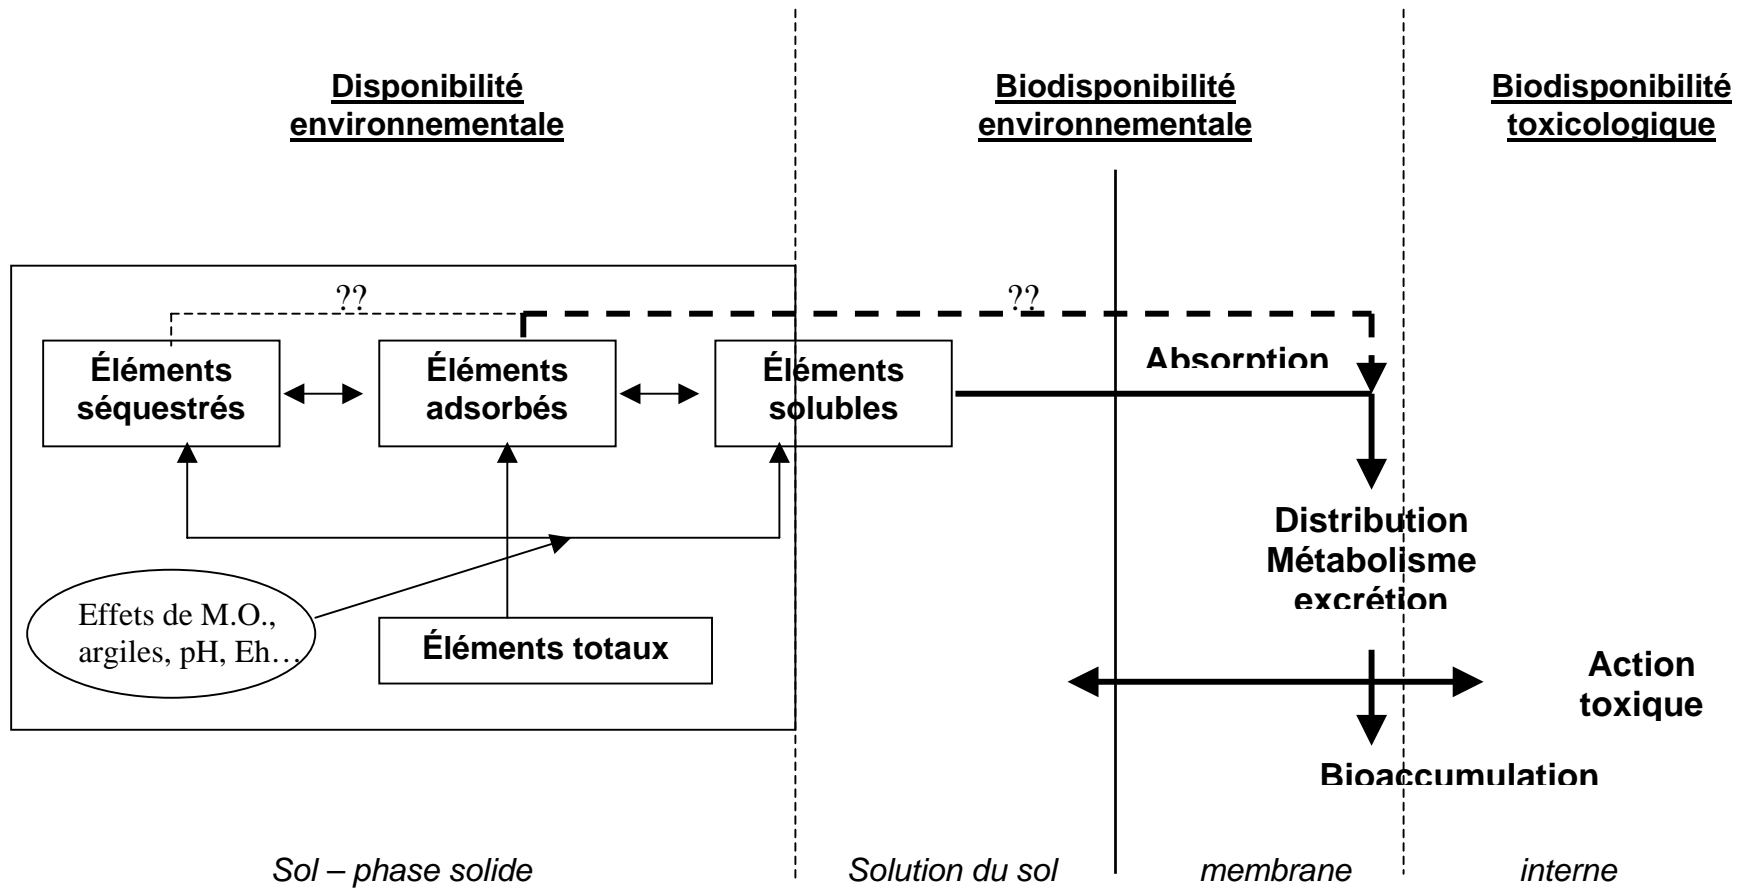 Disponibilité
environnementale
Biodisponibilité
environnementale
Biodisponibilité
toxicologique
??
??
Éléments
séquestrés
Éléments
adsorbés
Éléments
solubles
Absorption
Distribution
Métabolisme
excrétion
Effets de M.O.,
argiles, pH, Eh…
Éléments totaux
Action
toxique
Bioaccumulation
Sol – phase solide
Solution du sol
membrane
interne